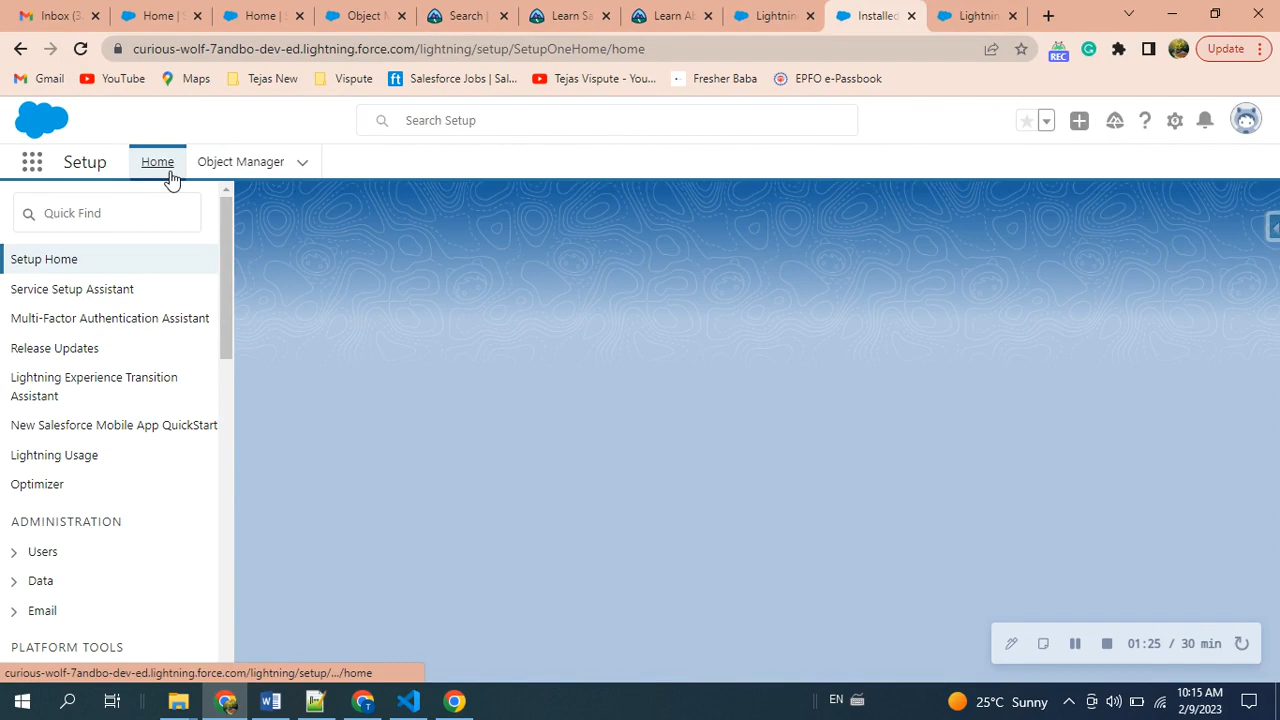 Inbox (3
Home | S
Home | S
Object M
Search |
Learn Sa
Learn Ab
Lightnin
Installed
Lightnin
curious-wolf-7andbo-dev-ed.lightning.force.com/lightning/setup/SetupOneHome/home
REC
Update
Gmail
YouTube
Maps
Tejas New
Vispute
ft Salesforce Jobs | Sal...
Tejas Vispute - You...
Fresher Baba
EPFO e-Passbook
Search Setup
Setup
Home
Object Manager
Quick Find
Setup Home
Service Setup Assistant
Multi-Factor Authentication Assistant
Release Updates
Lightning Experience Transition
Assistant
New Salesforce Mobile App QuickStart
Lightning Usage
Optimizer
ADMINISTRATION
Users
Data
Email
PLATFORM TOOLS
01:25 / 30 min
curious-wolf-7andbo-dev-ed.lightning.force.com/lightning/setup/.../home
25°C Sunny
EN
10:15 AM
2/9/2023